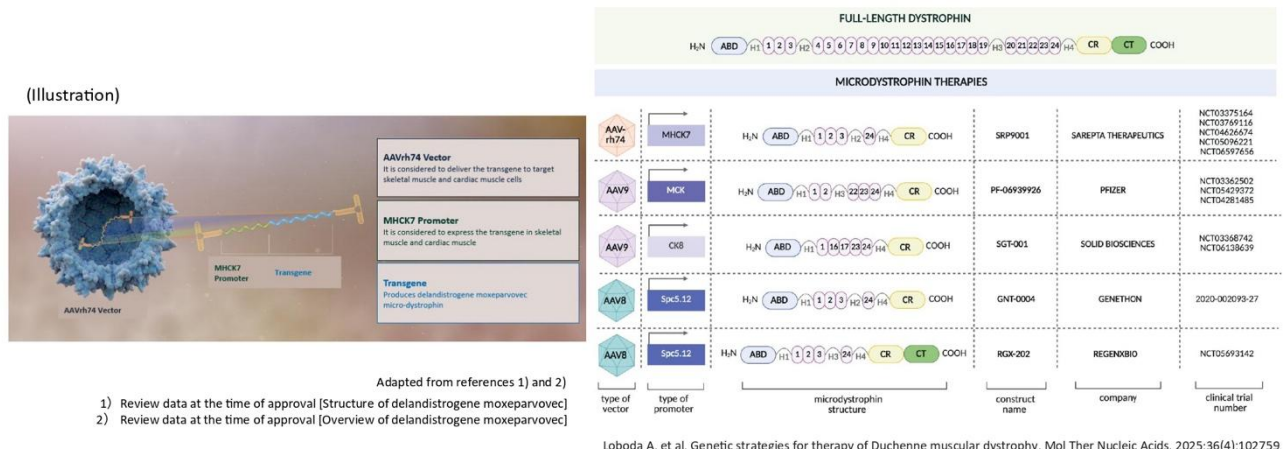 (Illustration)
AAVrh74 Vector
It is considered to deliver the transgene to target
skeletal muscle and cardiac muscle cells
MHCK7 Promoter
It is considered to express the transgene in skeletal
muscle and cardiac muscle
Transgene
Produces delandistrogene moxeparvovec
micro-dystrophin
MHCK7
Promoter
Transgene
AAVrh74 Vector
Adapted from references 1) and 2)
1) Review data at the time of approval [Structure of delandistrogene moxeparvovec]
2) Review data at the time of approval [Overview of delandistrogene moxeparvovec]
FULL-LENGTH DYSTROPHIN
H₂N ABD H1 1 2 3 H2 4 5 6 7 8 9 10 11 12 13 14 15 16 17 18 19 H3 20 21 22 23 24 H4 CR CT COOH
MICRODYSTROPHIN THERAPIES
AAV-rh74 MHCK7 H₂N ABD H1 1 2 3 H2 24 H4 CR COOH SRP9001 SAREPTA THERAPEUTICS
NCT03375164
NCT03769116
NCT04626674
NCT05096221
NCT06597656
AAV9 MCK H₂N ABD H1 1 2 H3 22 23 24 H4 CR COOH PF-06939926 PFIZER
NCT03362502
NCT05429372
NCT04281485
AAV9 CK8 H₂N ABD H1 1 16 17 23 24 H4 CR COOH SGT-001 SOLID BIOSCIENCES
NCT03368742
NCT06138639
AAV8 Spc5.12 H₂N ABD H1 1 2 3 H2 24 H4 CR COOH GNT-0004 GENETHON 2020-002093-27
AAV8 Spc5.12 H₂N ABD H1 1 2 3 H3 24 H4 CR CT COOH RGX-202 REGENXBIO NCT05693142
type of vector
type of promoter
microdystrophin structure
construct name
company
clinical trial number
Loboda A, et al. Genetic strategies for therapy of Duchenne muscular dystrophy. Mol Ther Nucleic Acids. 2025;36(4):102759